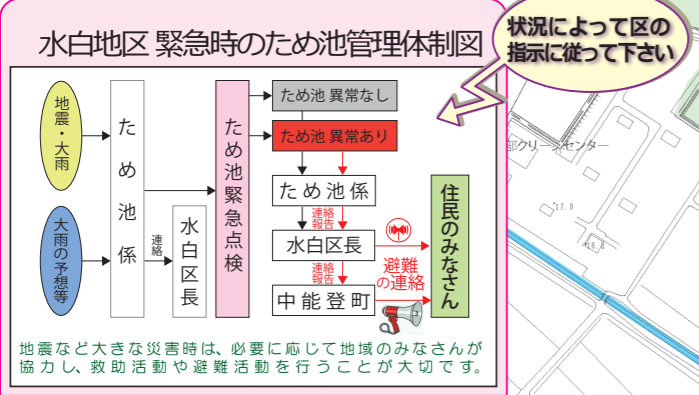 水白地区 緊急時のため池管理体制図
状況によって区の
指示に従って下さい
地震・大雨
大雨の予想等
ため池係
連絡
水白区長
ため池緊急点検
ため池 異常なし
ため池 異常あり
ため池係
連絡
報告
水白区長
連絡
報告
中能登町
避難
の連絡
住民のみなさん
地震など大きな災害時は、必要に応じて地域のみなさんが
協力し、救助活動や避難活動を行うことが大切です。
部クリーンセンター
17.0